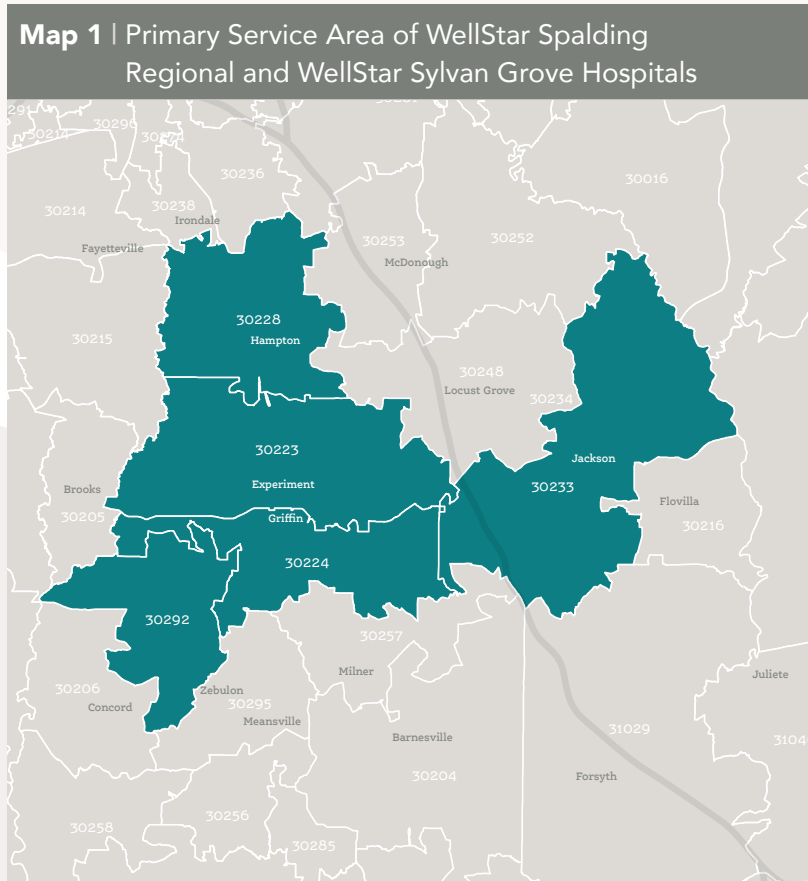 Map 1 | Primary Service Area of WellStar Spalding
Regional and WellStar Sylvan Grove Hospitals
30296
30214
30236
30016
30214
30238
Irondale
30253
30252
Fayetteville
McDonough
30228
30215
Hampton
30248
Locust Grove
30234
30223
Jackson
Experiment
30233
Brooks
Flovilla
30205
Griffin
30216
30224
30292
30257
Milner
Juliete
30206
Zebulon
30295
Concord
Meansville
31029
Barnesville
30204
Forsyth
30256
30258
30285